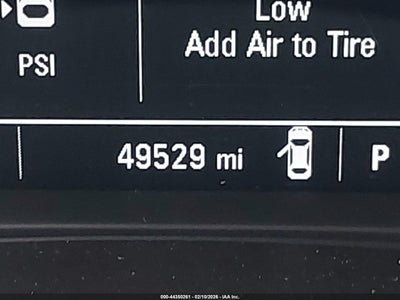 Low
Add Air to Tire
PSI
49529 mi
P
000-44350261 - 02/10/2026 - IAA Inc.